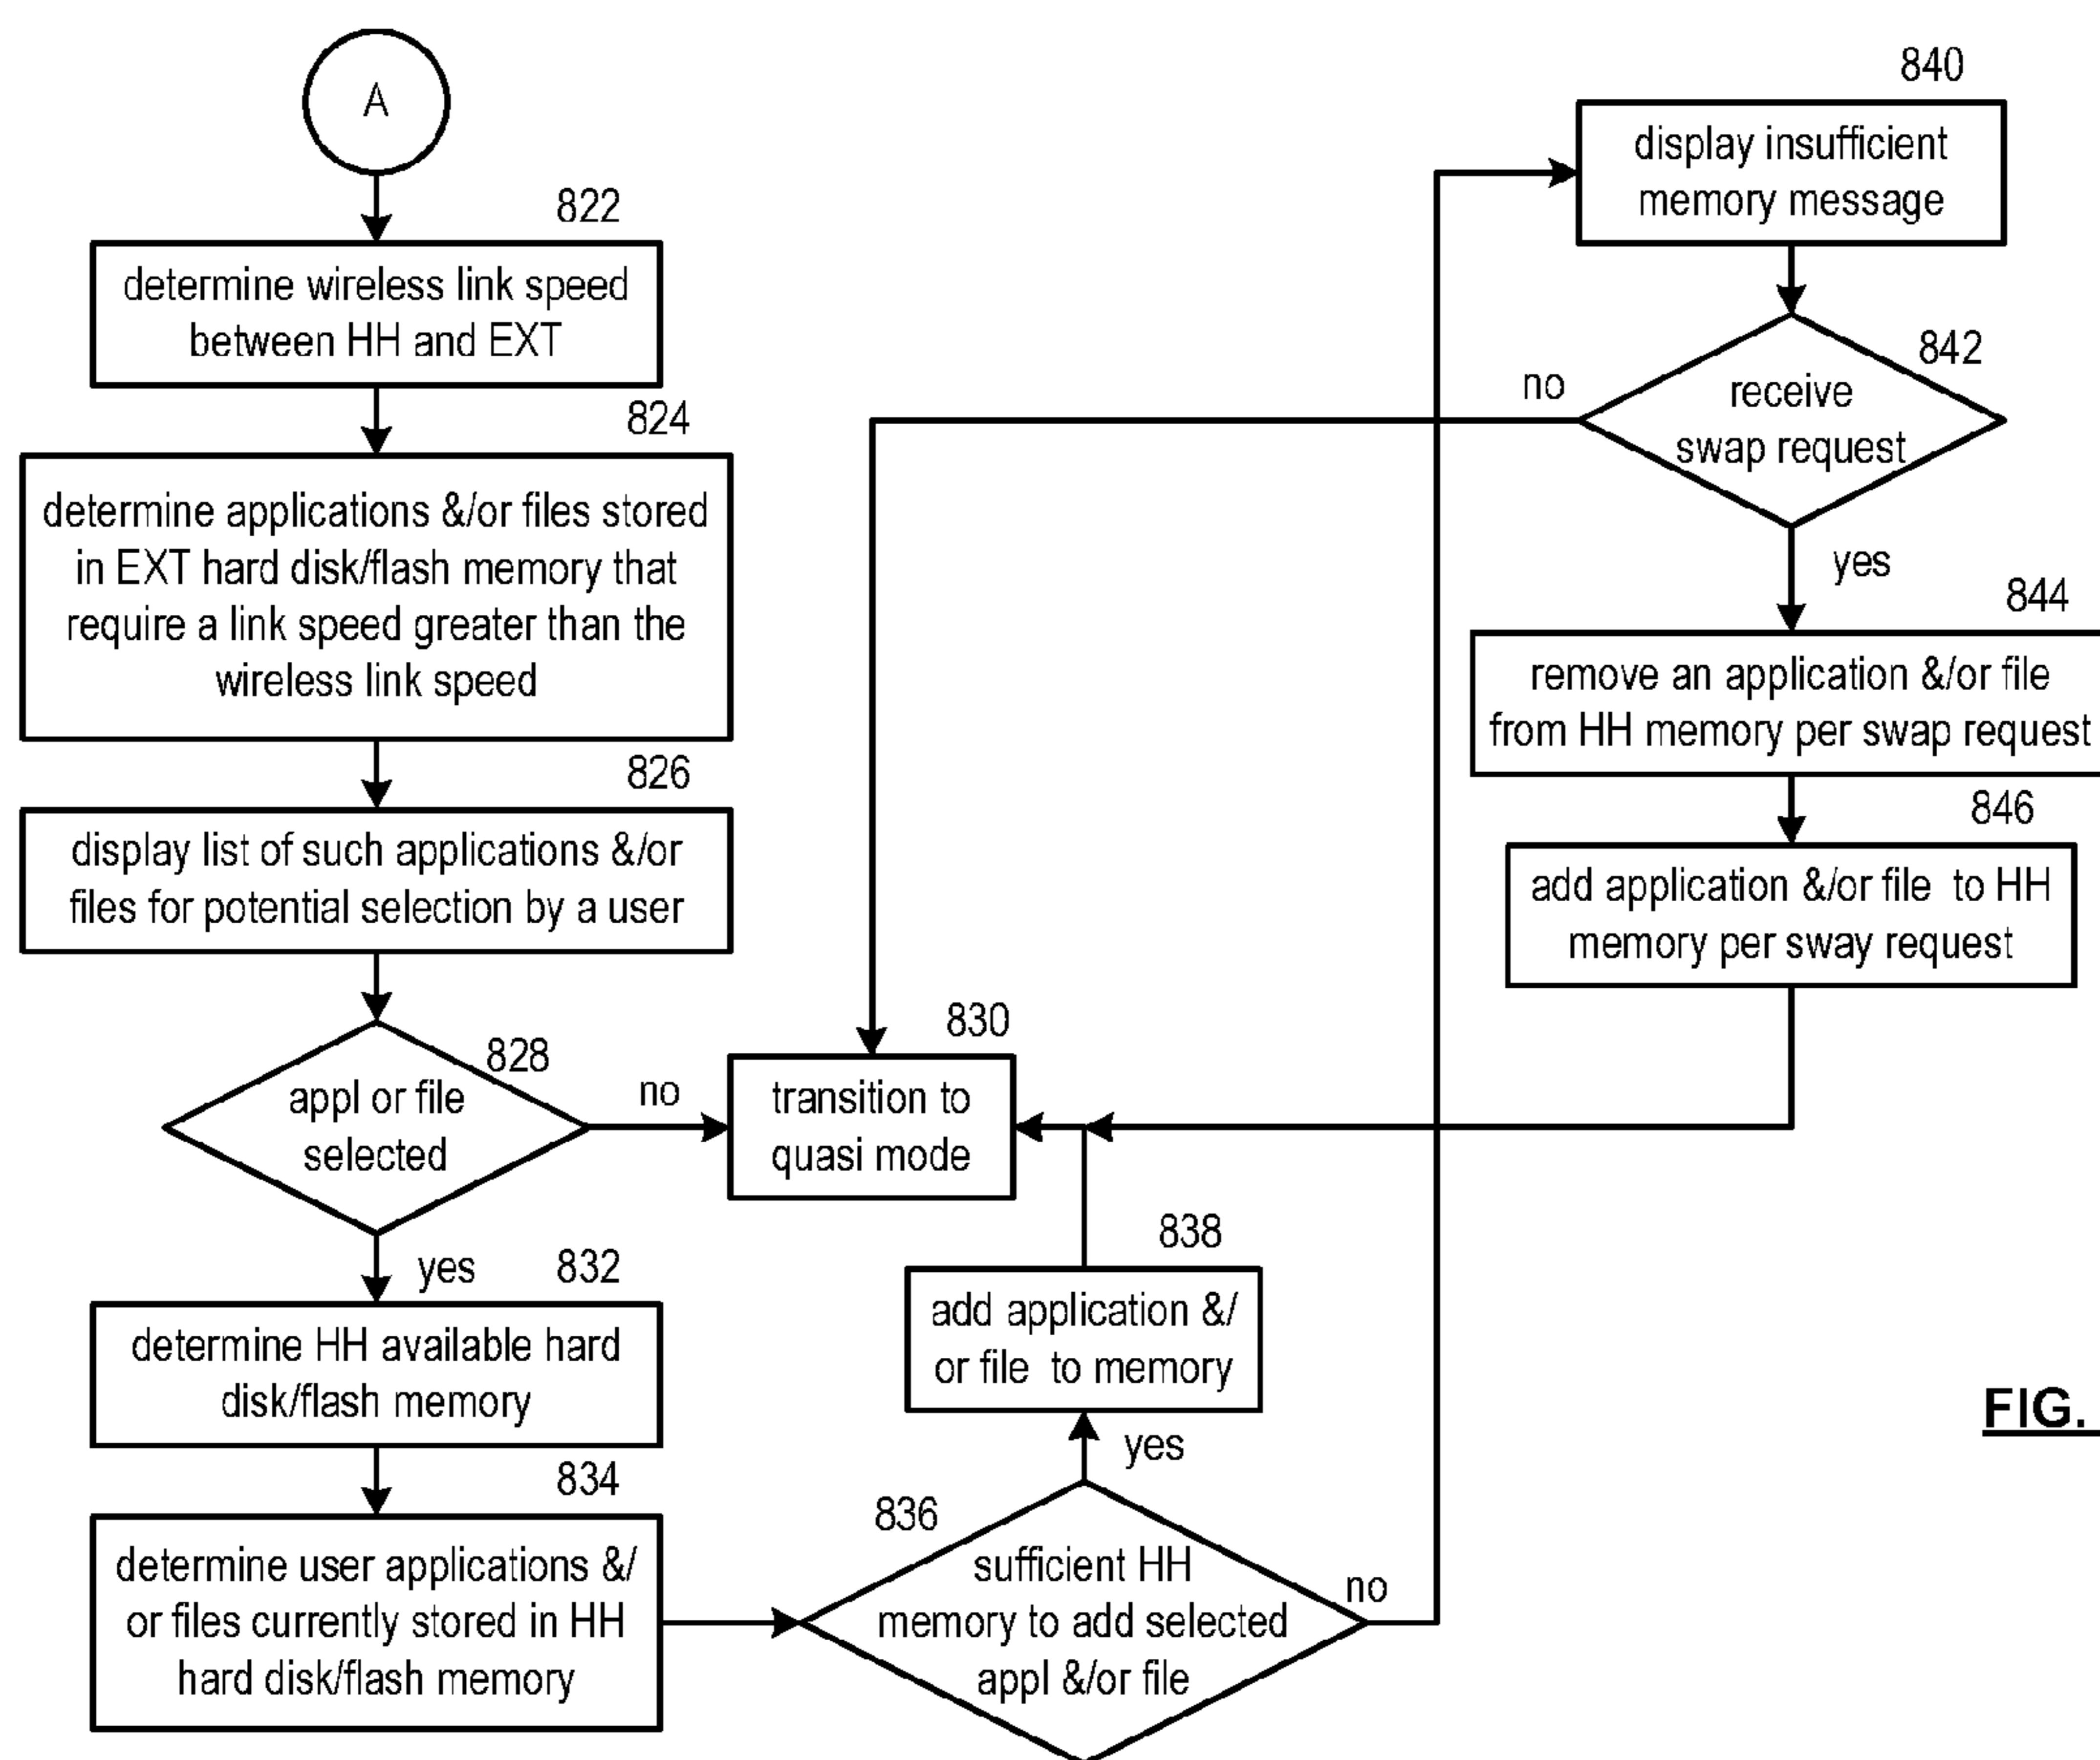 A
822
determine wireless link speed
between HH and EXT
824
determine applications &/or files stored
in EXT hard disk/flash memory that
require a link speed greater than the
wireless link speed
826
display list of such applications &/or
files for potential selection by a user
828
appl or file
selected
no
yes
830
transition to
quasi mode
832
determine HH available hard
disk/flash memory
834
determine user applications &/
or files currently stored in HH
hard disk/flash memory
836
sufficient HH
memory to add selected
appl &/or file
yes
no
838
add application &/
or file to memory
840
display insufficient
memory message
842
receive
swap request
no
yes
844
remove an application &/or file
from HH memory per swap request
846
add application &/or file to HH
memory per sway request
FIG.